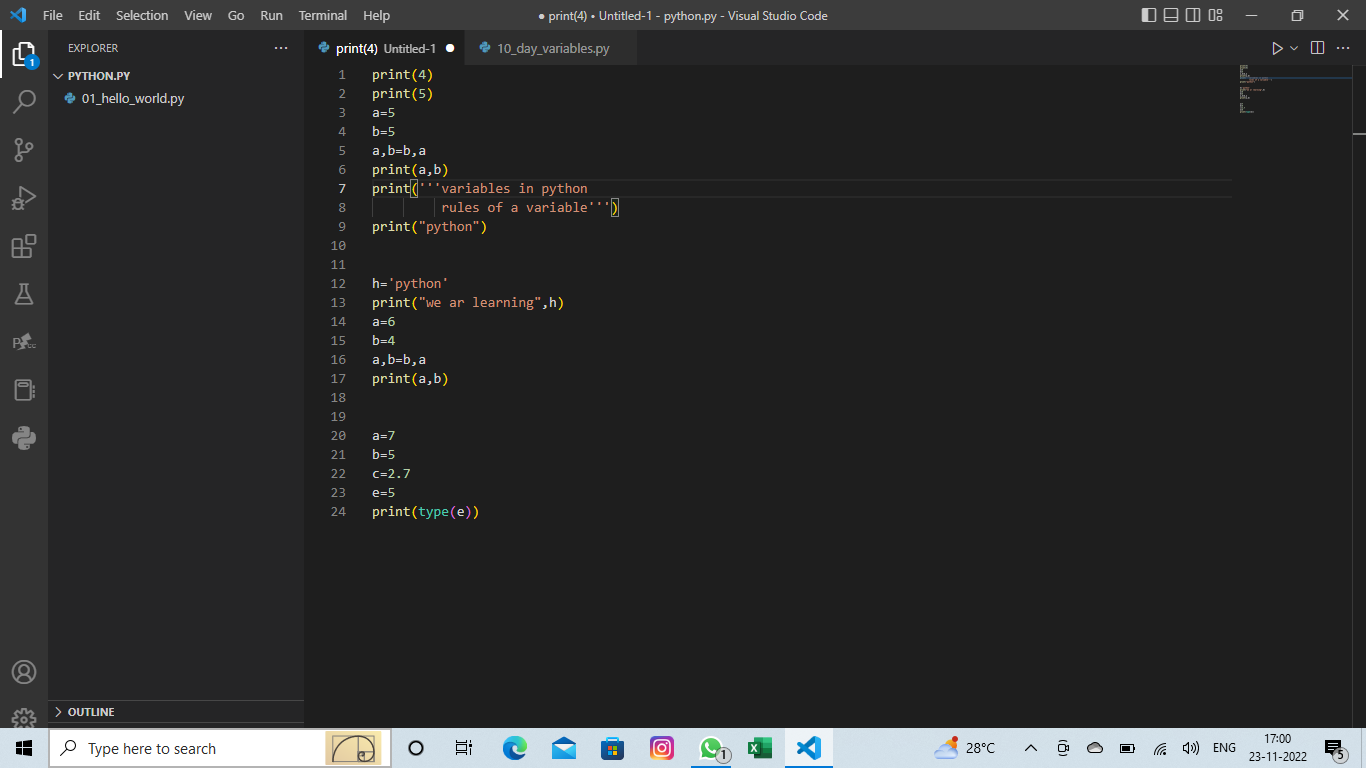 File Edit Selection View Go Run Terminal Help ● print(4) • Untitled-1 - python.py - Visual Studio Code
EXPLORER
print(4) Untitled-1
10_day_variables.py
PYTHON.PY
01_hello_world.py
1
1 print(4)
2 print(5)
3 a=5
4 b=5
5 a,b=b,a
6 print(a,b)
7 print('''variables in python
8 rules of a variable''')
9 print("python")
10
11
12 h='python'
13 print("we ar learning",h)
14 a=6
15 b=4
16 a,b=b,a
17 print(a,b)
18
19
20 a=7
21 b=5
22 c=2.7
23 e=5
24 print(type(e))
OUTLINE
Type here to search
1
28°C
ENG
17:00
23-11-2022
5